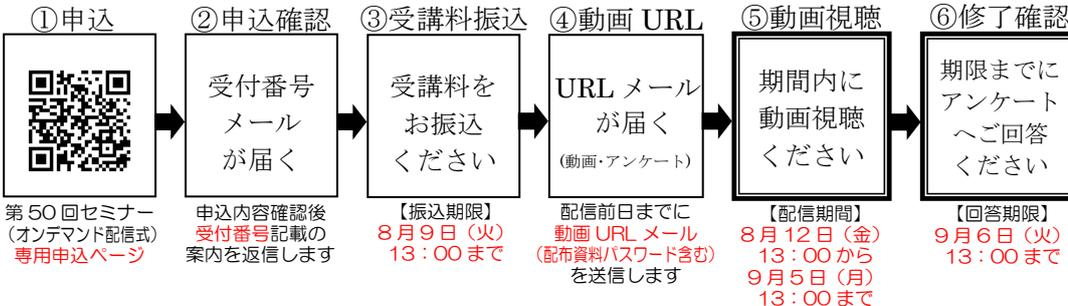 ①申込
第50回セミナー
(オンデマンド配信式)
専用申込ページ
②申込確認
受付番号
メール
が届く
申込内容確認後
受付番号記載の
案内を返信します
③受講料振込
受講料を
お振込
ください
【振込期限】
8月9日(火)
13:00まで
④動画 URL
URL メール
が届く
(動画・アンケート)
配信前日までに
動画 URL メール
(配布資料パスワード含む)
を送信します
⑤動画視聴
期間内に
動画視聴
ください
【配信期間】
8月12日(金)
13:00から
9月5日(月)
13:00まで
⑥修了確認
期限までに
アンケート
へご回答
ください
【回答期限】
9月6日(火)
13:00まで